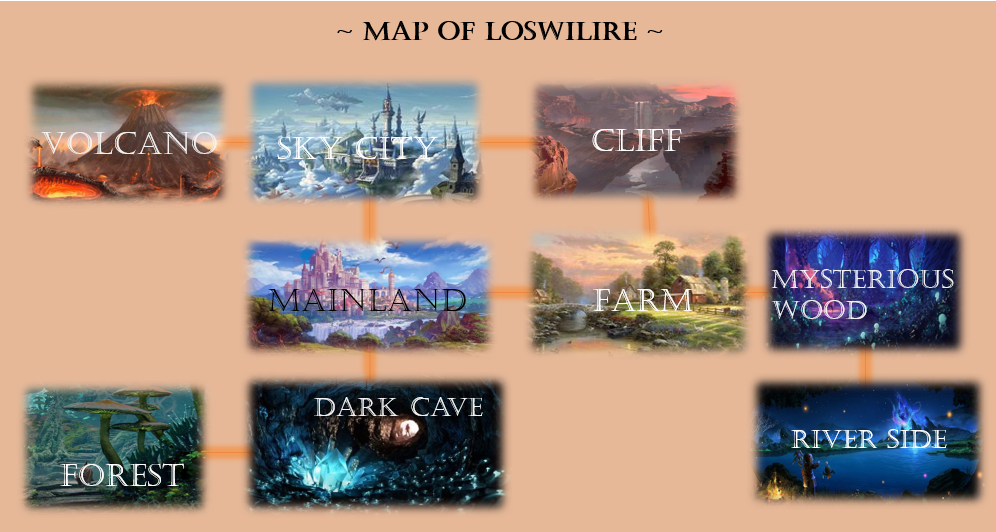 ~ MAP OF LOSWILIRE ~
VOLCANO
SKY CITY
CLIFF
MAINLAND
FARM
MYSTERIOUS
WOOD
FOREST
DARK CAVE
RIVER SIDE